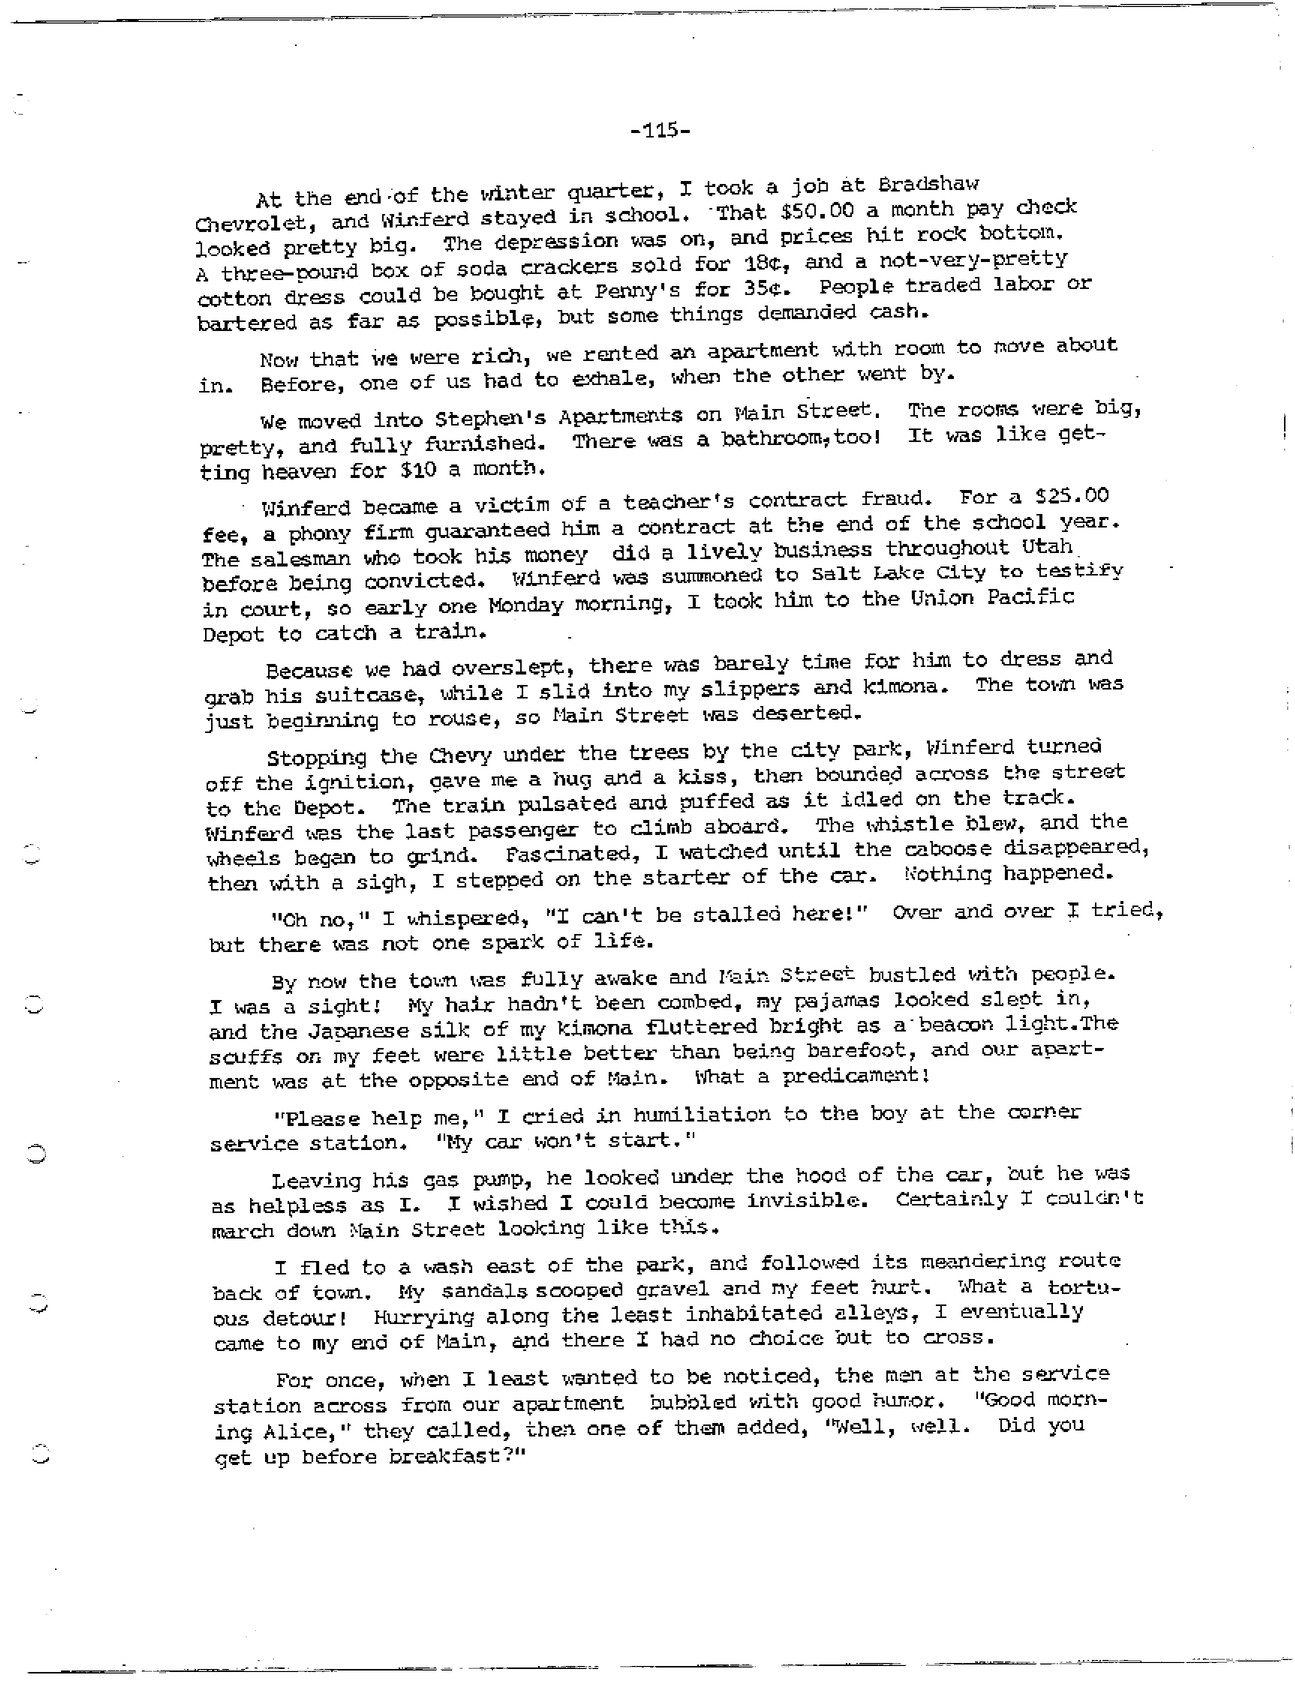 -115-
At the end of the winter quarter, I took a job at Bradshaw
Chevrolet, and Winferd stayed in school. That $50.00 a month pay check
looked pretty big. The depression was on, and prices hit rock bottom.
A three-pound box of soda crackers sold for 18¢, and a not-very-pretty
cotton dress could be bought at Penny's for 35¢. People traded labor or
bartered as far as possible, but some things demanded cash.
Now that we were rich, we rented an apartment with room to move about
in. Before, one of us had to exhale, when the other went by.
We moved into Stephen's Apartments on Main Street. The rooms were big,
pretty, and fully furnished. There was a bathroom,too! It was like get-
ting heaven for $10 a month.
Winferd became a victim of a teacher's contract fraud. For a $25.00
fee, a phony firm guaranteed him a contract at the end of the school year.
The salesman who took his money did a lively business throughout Utah
before being convicted. Winferd was summoned to Salt Lake City to testify
in court, so early one Monday morning, I took him to the Union Pacific
Depot to catch a train.
Because we had overslept, there was barely time for him to dress and
grab his suitcase, while I slid into my slippers and kimona. The town was
just beginning to rouse, so Main Street was deserted.
Stopping the Chevy under the trees by the city park, Winferd turned
off the ignition, gave me a hug and a kiss, then bounded across the street
to the Depot. The train pulsated and puffed as it idled on the track.
Winferd was the last passenger to climb aboard. The whistle blew, and the
wheels began to grind. Fascinated, I watched until the caboose disappeared,
then with a sigh, I stepped on the starter of the car. Nothing happened.
"Oh no," I whispered, "I can't be stalled here!" Over and over I tried,
but there was not one spark of life.
By now the town was fully awake and Main Street bustled with people.
I was a sight! My hair hadn't been combed, my pajamas looked slept in,
and the Japanese silk of my kimona fluttered bright as a beacon light.The
scuffs on my feet were little better than being barefoot, and our apart-
ment was at the opposite end of Main. What a predicament!
"Please help me," I cried in humiliation to the boy at the corner
service station. "My car won't start."
Leaving his gas pump, he looked under the hood of the car, but he was
as helpless as I. I wished I could become invisible. Certainly I couldn't
march down Main Street looking like this.
I fled to a wash east of the park, and followed its meandering route
back of town. My sandals scooped gravel and my feet hurt. What a tortu-
ous detour! Hurrying along the least inhabitated alleys, I eventually
came to my end of Main, and there I had no choice but to cross.
For once, when I least wanted to be noticed, the men at the service
station across from our apartment bubbled with good humor. "Good morn-
ing Alice," they called, then one of them added, "Well, well. Did you
get up before breakfast?"